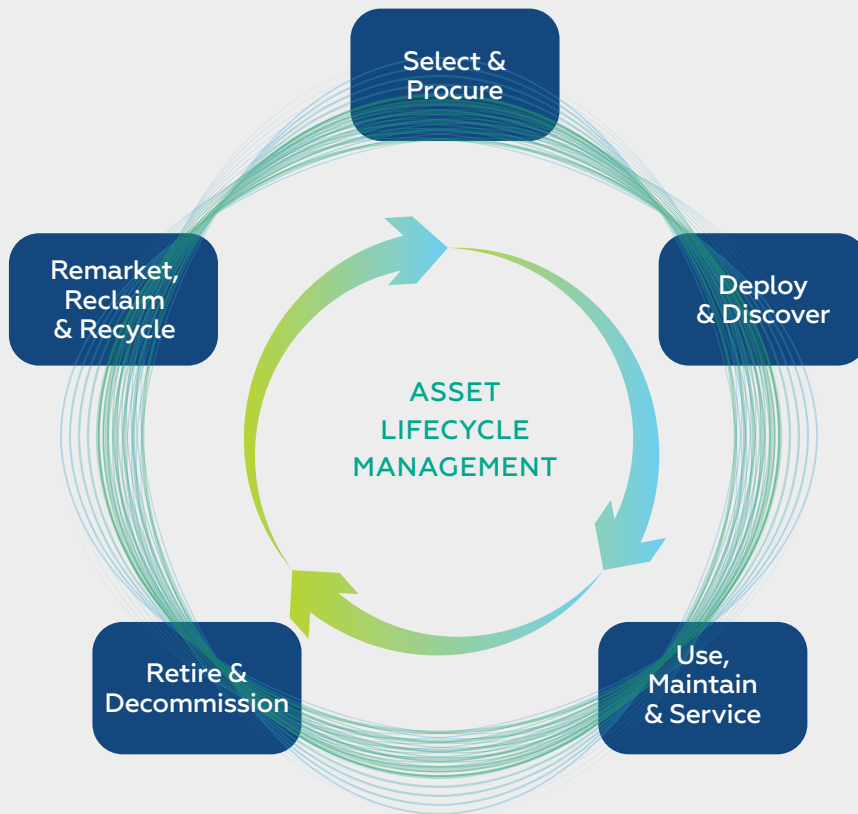 Select &
Procure
Remarket,
Reclaim
& Recycle
Deploy
& Discover
ASSET
LIFECYCLE
MANAGEMENT
Retire &
Decommission
Use,
Maintain
& Service